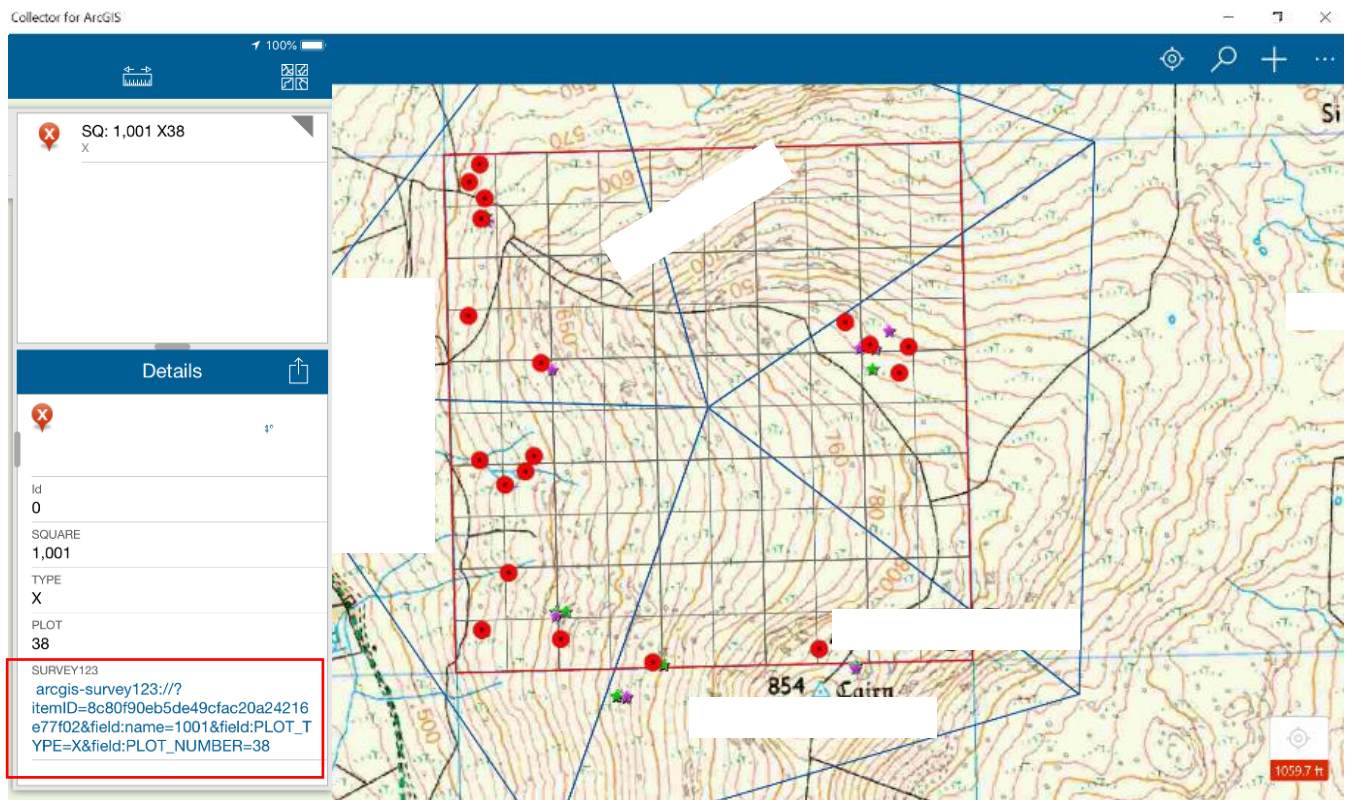 Collector for ArcGIS
100%
SQ: 1,001 X38
X
Details
Id
0
SQUARE
1,001
TYPE
X
PLOT
38
SURVEY123
arcgis-survey123://?
itemID=8c80f90eb5de49cfac20a24216
e77f02&field:name=1001&field:PLOT_T
YPE=X&field:PLOT_NUMBER=38
Si
570
600
650
750
760
780
800
854 Cairn
500
1059.7 ft